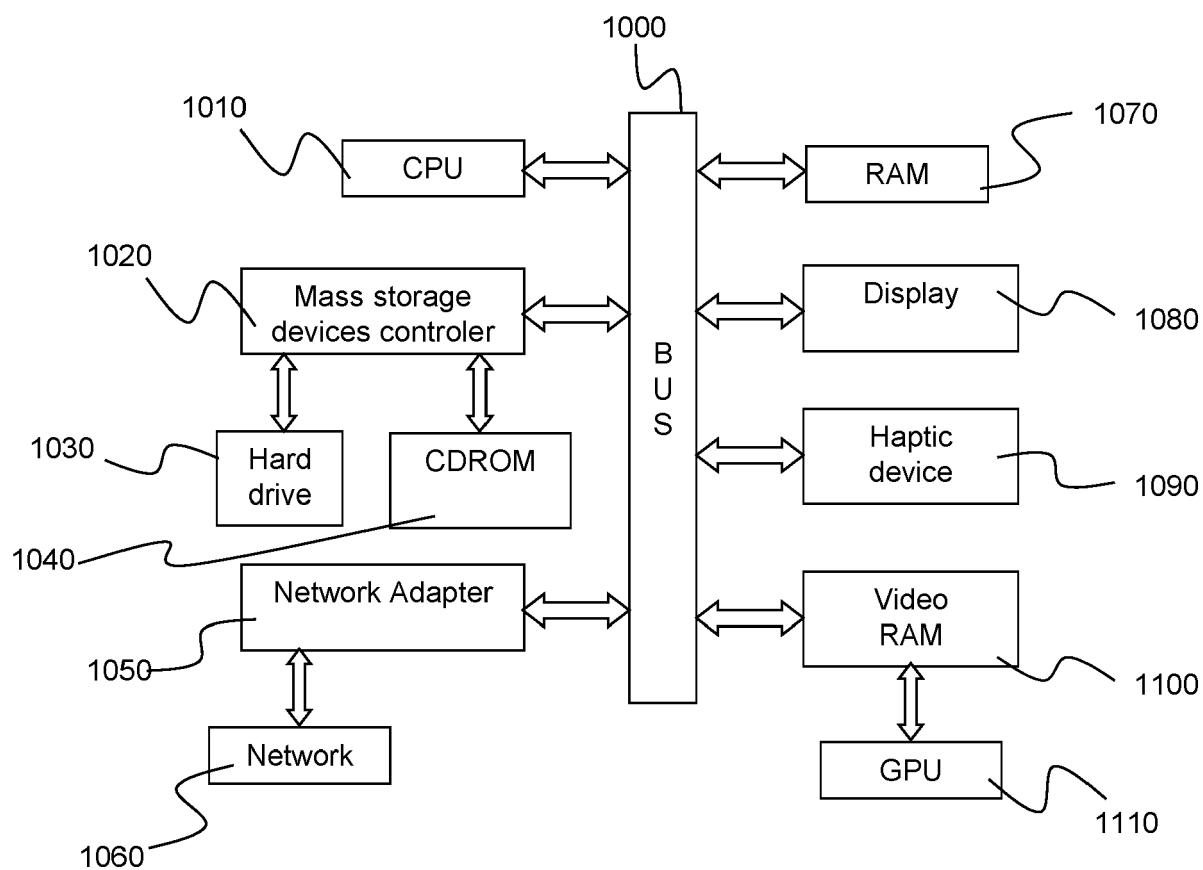 1000
1010
CPU
RAM
1070
1020
Mass storage
devices controler
Display
1080
B
U
S
1030
Hard
drive
CDROM
Haptic
device
1090
1040
Network Adapter
1050
Video
RAM
1100
Network
1060
GPU
1110